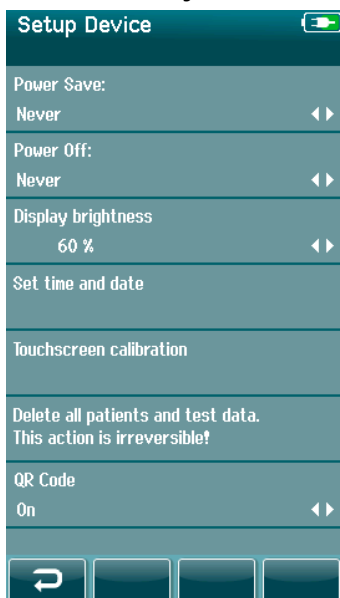 Setup Device
Power Save:
Never
Power Off:
Never
Display brightness
60 %
Set time and date
Touchscreen calibration
Delete all patients and test data.
This action is irreversible!
QR Code
On